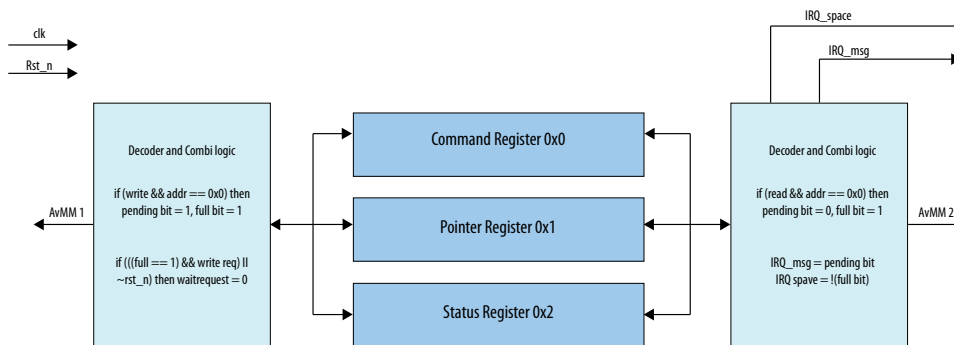 clk
Rst_n
IRQ_space
IRQ_msg
Decoder and Combi logic
if (write && addr == 0x0) then
pending bit = 1, full bit = 1
if (((full == 1) && write req) II
~rst_n) then waitrequest = 0
AvMM 1
Command Register 0x0
Pointer Register 0x1
Status Register 0x2
Decoder and Combi logic
if (read && addr == 0x0) then
pending bit = 0, full bit = 1
IRQ_msg = pending bit
IRQ spave = !(full bit)
AvMM 2